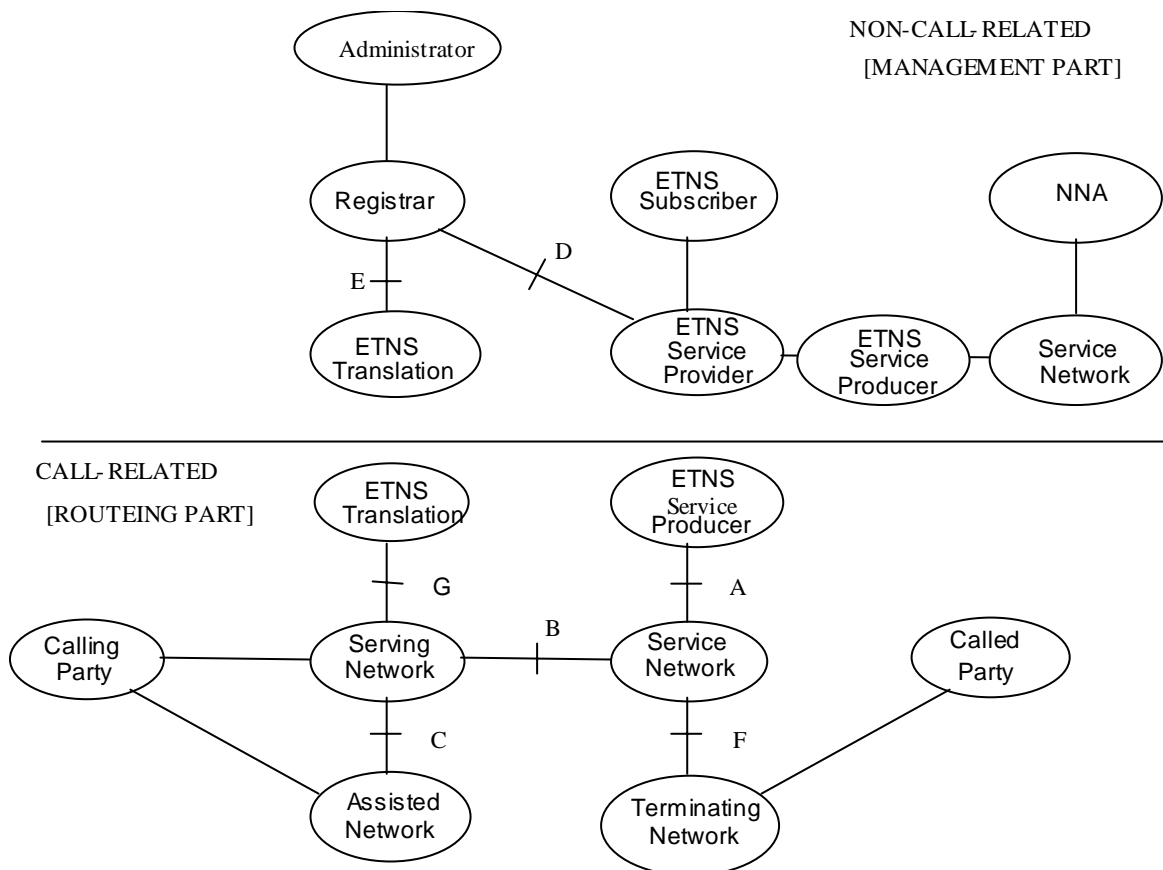 Administrator
NON-CALL-RELATED
[MANAGEMENT PART]
Registrar
ETNS
Subscriber
NNA
D
E
ETNS
Translation
ETNS
Service
Provider
ETNS
Service
Producer
Service
Network
CALL-RELATED
[ROUTEING PART]
ETNS
Translation
ETNS
Service
Producer
G
A
B
Calling
Party
Serving
Network
Service
Network
Called
Party
C
F
Assisted
Network
Terminating
Network